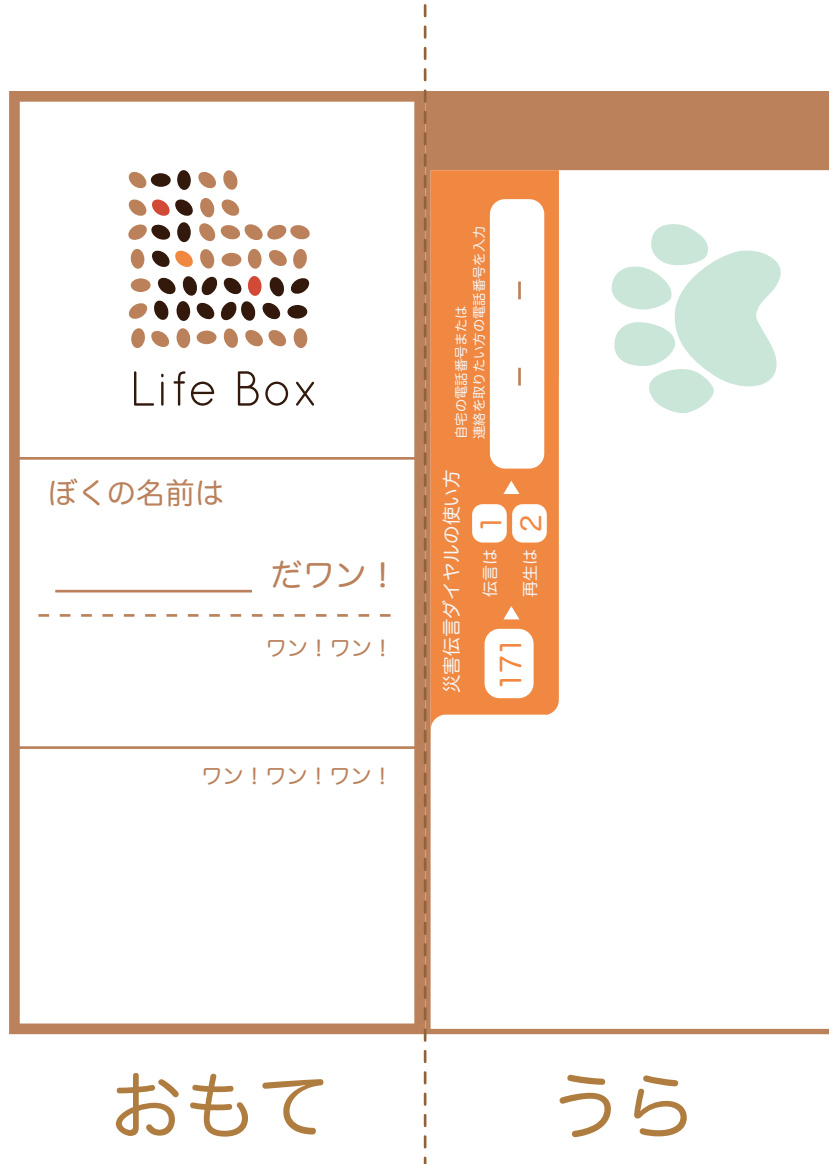 Life Box
ぼくの名前は
だワン！
ワン！ワン！
ワン！ワン！ワン！
災害伝言ダイヤルの使い方
171
▶
伝言は 1
再生は 2
▶
自宅の電話番号または
連絡を取りたい方の電話番号を入力
おもて
うら